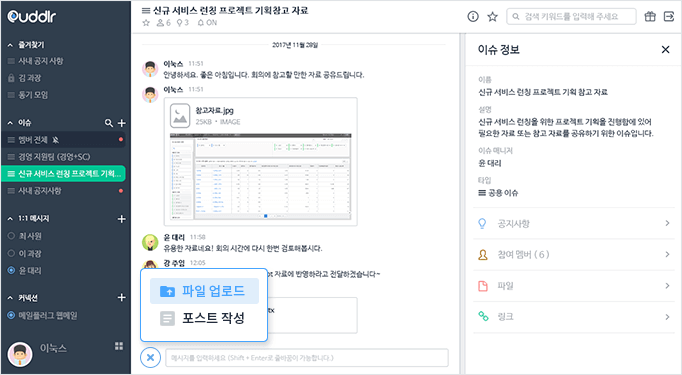 Quddlr
즐겨찾기
사내 공지 사항
김 과장
동기 모임
이슈
멤버 전체
경영 지원팀 (경영+SC)
신규 서비스 런칭 프로젝트 기획...
사내 공지사항
1:1 메시지
최 사원
이 과장
윤 대리
커넥션
메일플러그 웹메일
이눅스
신규 서비스 런칭 프로젝트 기획참고 자료
6
3
ON
검색 키워드를 입력해 주세요
2017년 11월 28일
이눅스 11:51
안녕하세요. 좋은 아침입니다. 회의에 참고할 만한 자료 공유드립니다.
이눅스 11:51
참고자료.jpg
25KB • IMAGE
윤 대리 11:58
유용한 자료네요! 회의 시간에 다시 한번 검토해봅시다.
강 주임 12:05
pt 자료에 반영하라고 전달하겠습니다~
tx
파일 업로드
포스트 작성
메시지를 입력하세요 (Shift + Enter로 줄바꿈이 가능합니다.)
이슈 정보
이름
신규 서비스 런칭 프로젝트 기획 참고 자료
설명
신규 서비스 런칭을 위한 프로젝트 기획을 진행함에 있어
필요한 자료 또는 참고 자료를 공유하기 위한 이슈입니다.
이슈 매니저
윤 대리
타입
공용 이슈
공지사항
참여 멤버 ( 6 )
파일
링크